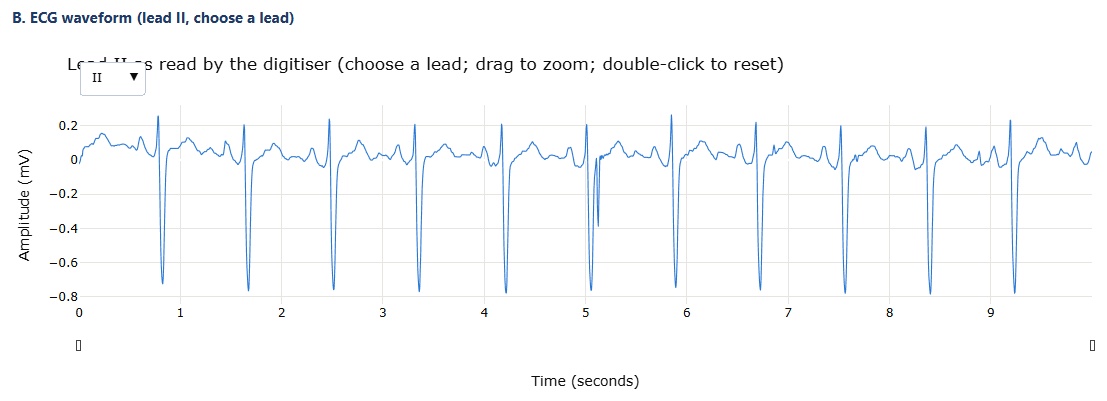 B. ECG waveform (lead II, choose a lead)
II as read by the digitiser (choose a lead; drag to zoom; double-click to reset)
II ▼
Amplitude (mV)
0.2
0
−0.2
−0.4
−0.6
−0.8
0 1 2 3 4 5 6 7 8 9
Time (seconds)